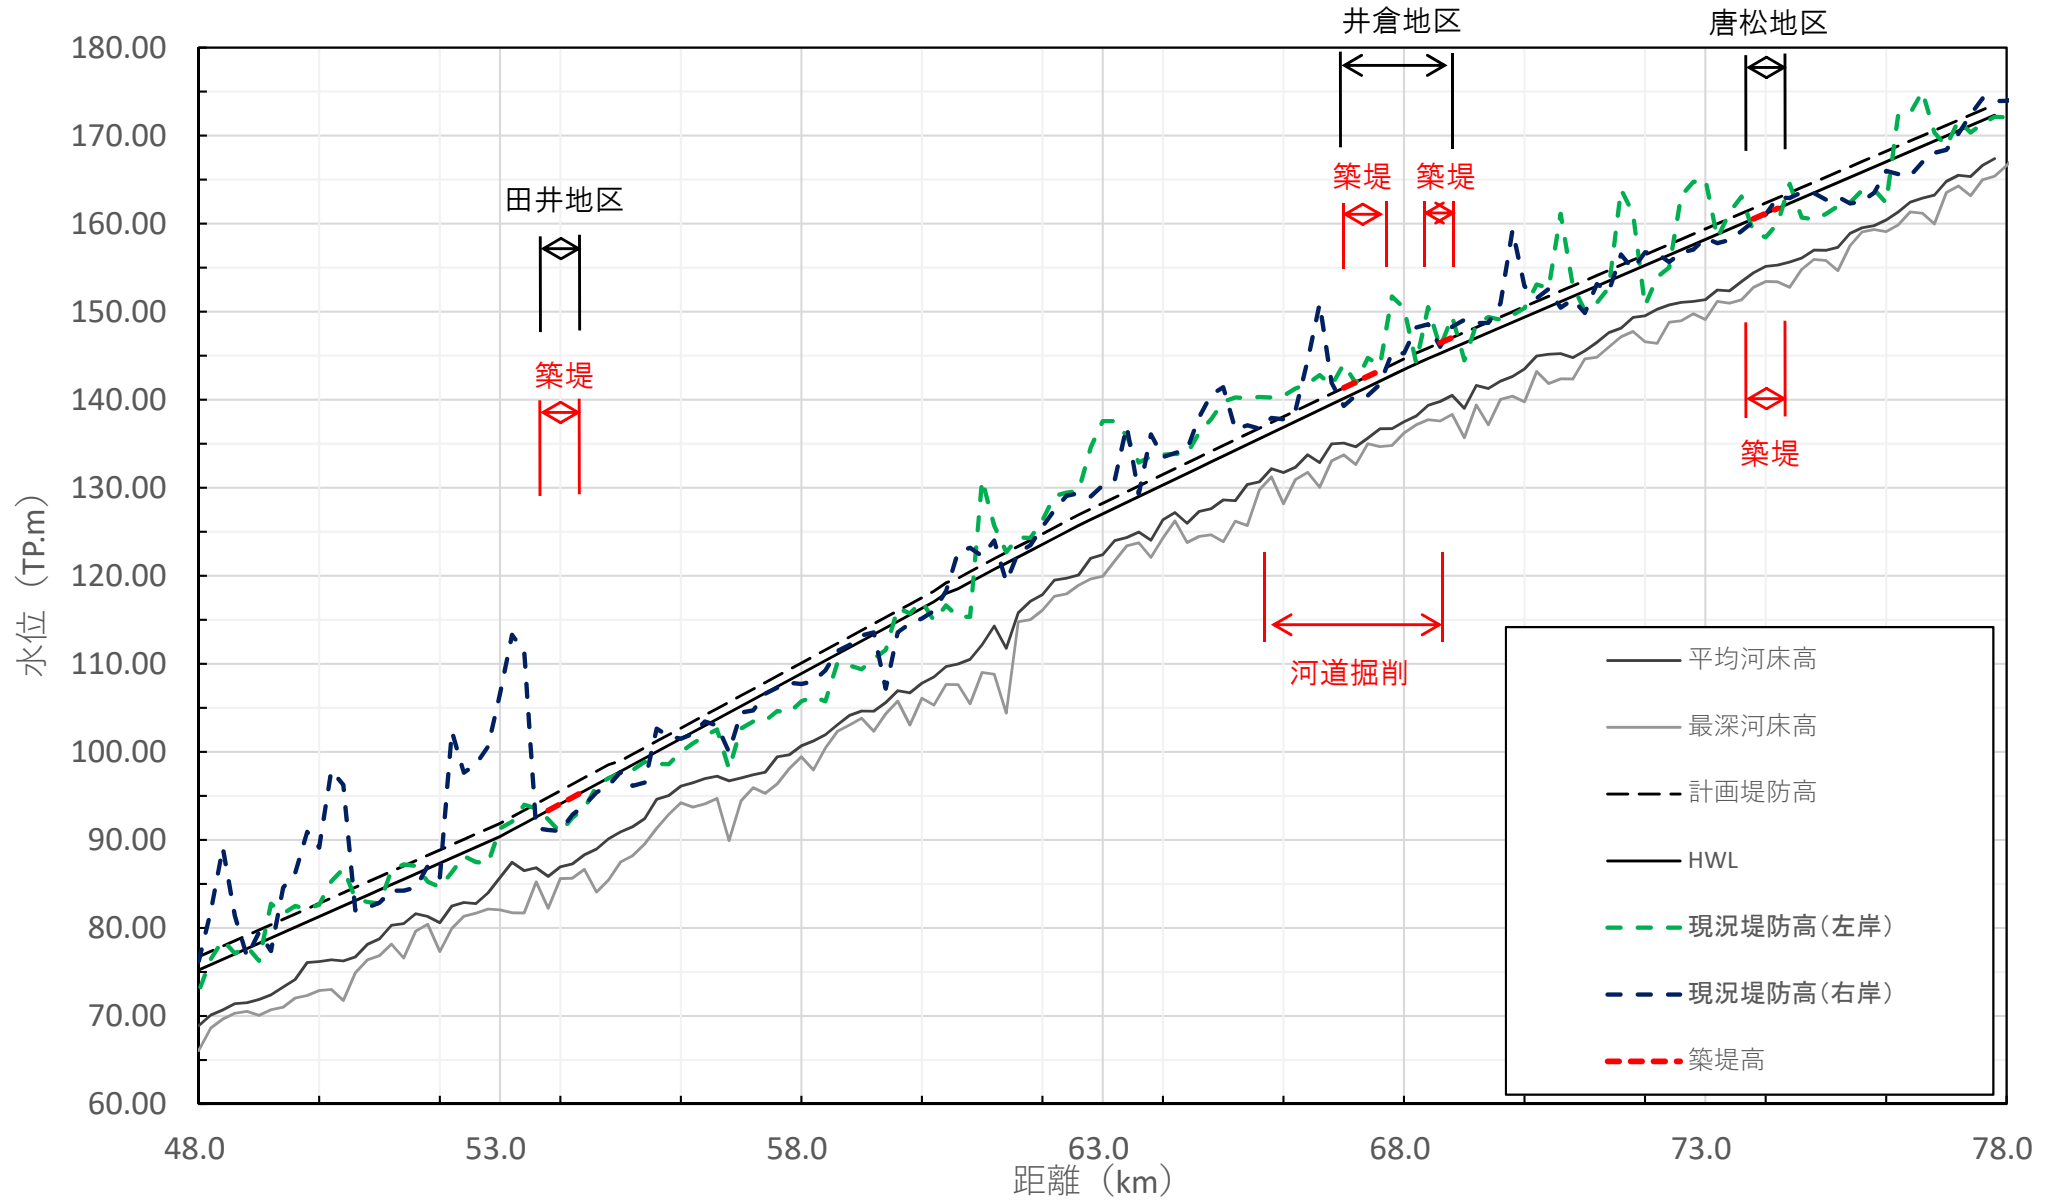 井倉地区
唐松地区
180.00
170.00
160.00
150.00
140.00
130.00
120.00
110.00
100.00
90.00
80.00
70.00
60.00
水位（TP.m）
田井地区
築堤
築堤
築堤
築堤
河道掘削
平均河床高
最深河床高
計画堤防高
HWL
現況堤防高（左岸）
現況堤防高（右岸）
築堤高
48.0
53.0
58.0
63.0
68.0
73.0
78.0
距離（km）